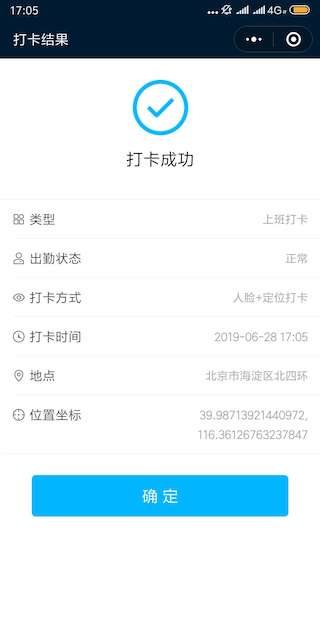 17:05
4G
打卡结果
打卡成功
类型 上班打卡
出勤状态 正常
打卡方式 人脸+定位打卡
打卡时间 2019-06-28 17:05
地点 北京市海淀区北四环
位置坐标 39.98713921440972,
116.36126763237847
确定